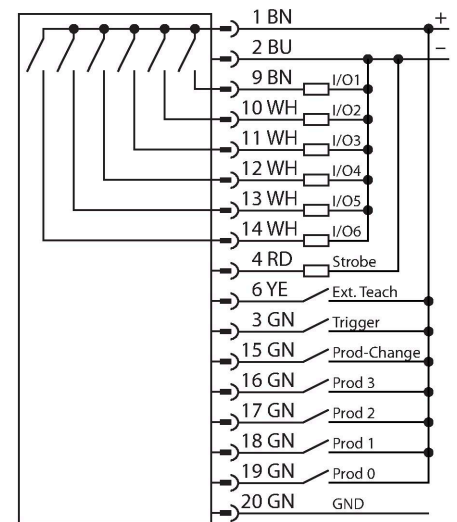 1 BN +
2 BU −
9 BN I/O1
10 WH I/O2
11 WH I/O3
12 WH I/O4
13 WH I/O5
14 WH I/O6
4 RD Strobe
6 YE Ext. Teach
3 GN Trigger
15 GN Prod-Change
16 GN Prod 3
17 GN Prod 2
18 GN Prod 1
19 GN Prod 0
20 GN GND